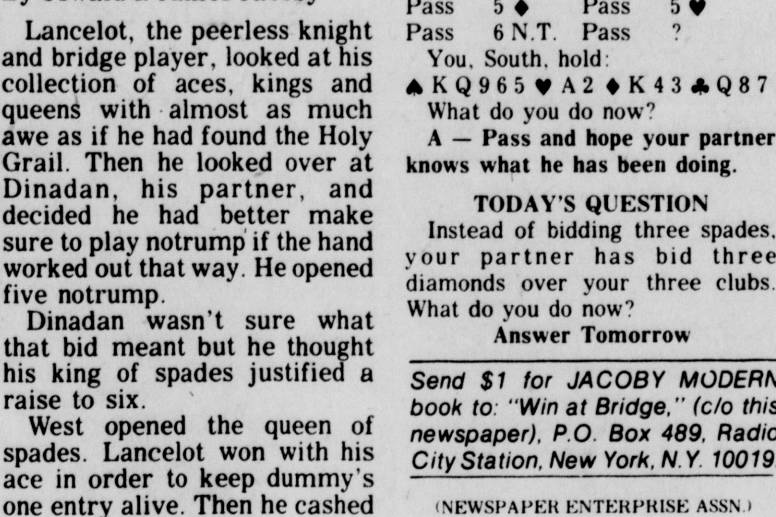 Lancelot, the peerless knight
and bridge player, looked at his
collection of aces, kings and
queens with almost as much
awe as if he had found the Holy
Grail. Then he looked over at
Dinadan, his partner, and
decided he had better make
sure to play notrump if the hand
worked out that way. He opened
five notrump.
Dinadan wasn't sure what
that bid meant but he thought
his king of spades justified a
raise to six.
West opened the queen of
spades. Lancelot won with his
ace in order to keep dummy's
one entry alive. Then he cashed
Pass 5♦ Pass 5♥
Pass 6 N.T. Pass ?
You, South, hold:
♠ K Q 9 6 5 ♥ A 2 ♦ K 4 3 ♣ Q 8 7
What do you do now?
A — Pass and hope your partner
knows what he has been doing.
TODAY'S QUESTION
Instead of bidding three spades,
your partner has bid three
diamonds over your three clubs.
What do you do now?
Answer Tomorrow
Send $1 for JACOBY MODERN
book to: "Win at Bridge," (c/o this
newspaper), P.O. Box 489, Radio
City Station, New York, N.Y. 10019
(NEWSPAPER ENTERPRISE ASSN.)